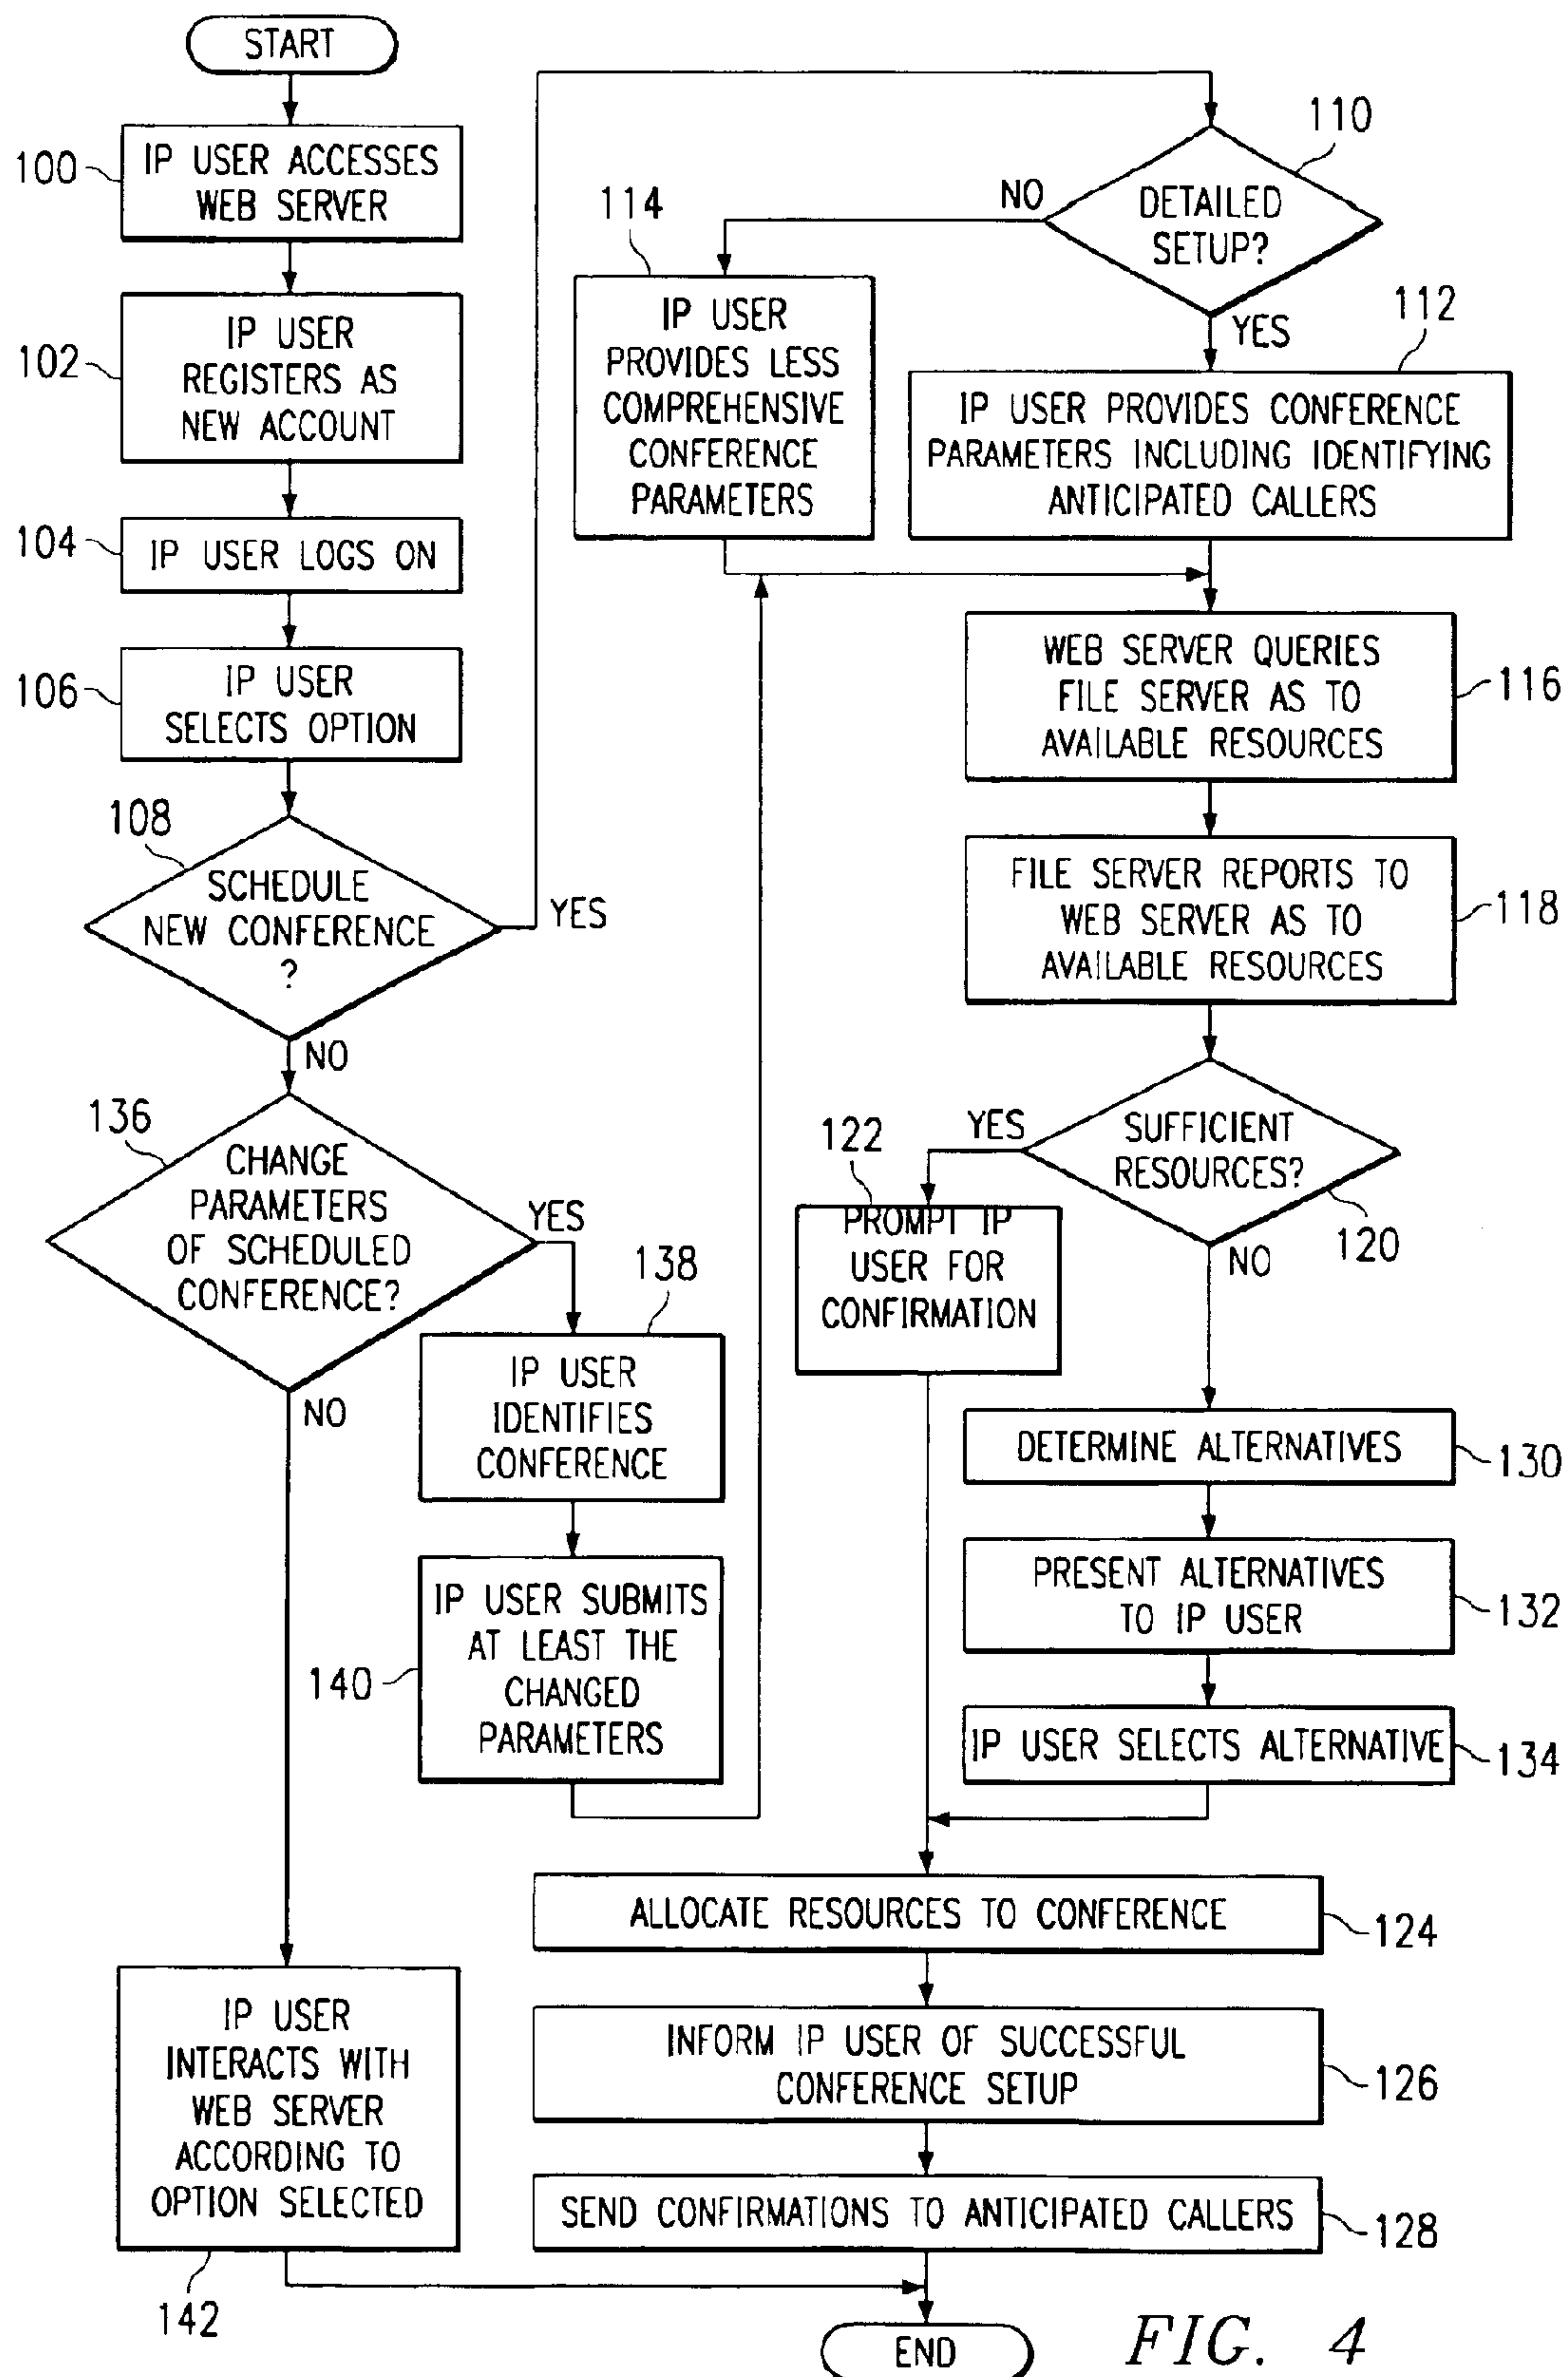 START
100
IP USER ACCESSES
WEB SERVER
102
IP USER
REGISTERS AS
NEW ACCOUNT
104
IP USER LOGS ON
106
IP USER
SELECTS OPTION
108
SCHEDULE
NEW CONFERENCE
?
YES
NO
136
CHANGE
PARAMETERS
OF SCHEDULED
CONFERENCE?
YES
NO
138
IP USER
IDENTIFIES
CONFERENCE
140
IP USER SUBMITS
AT LEAST THE
CHANGED
PARAMETERS
IP USER
INTERACTS WITH
WEB SERVER
ACCORDING TO
OPTION SELECTED
142
110
DETAILED
SETUP?
NO
YES
114
IP USER
PROVIDES LESS
COMPREHENSIVE
CONFERENCE
PARAMETERS
112
IP USER PROVIDES CONFERENCE
PARAMETERS INCLUDING IDENTIFYING
ANTICIPATED CALLERS
WEB SERVER QUERIES
FILE SERVER AS TO
AVAILABLE RESOURCES
116
FILE SERVER REPORTS TO
WEB SERVER AS TO
AVAILABLE RESOURCES
118
SUFFICIENT
RESOURCES?
120
YES
NO
122
PROMPT IP
USER FOR
CONFIRMATION
DETERMINE ALTERNATIVES
130
PRESENT ALTERNATIVES
TO IP USER
132
IP USER SELECTS ALTERNATIVE
134
ALLOCATE RESOURCES TO CONFERENCE
124
INFORM IP USER OF SUCCESSFUL
CONFERENCE SETUP
126
SEND CONFIRMATIONS TO ANTICIPATED CALLERS
128
END
FIG. 4